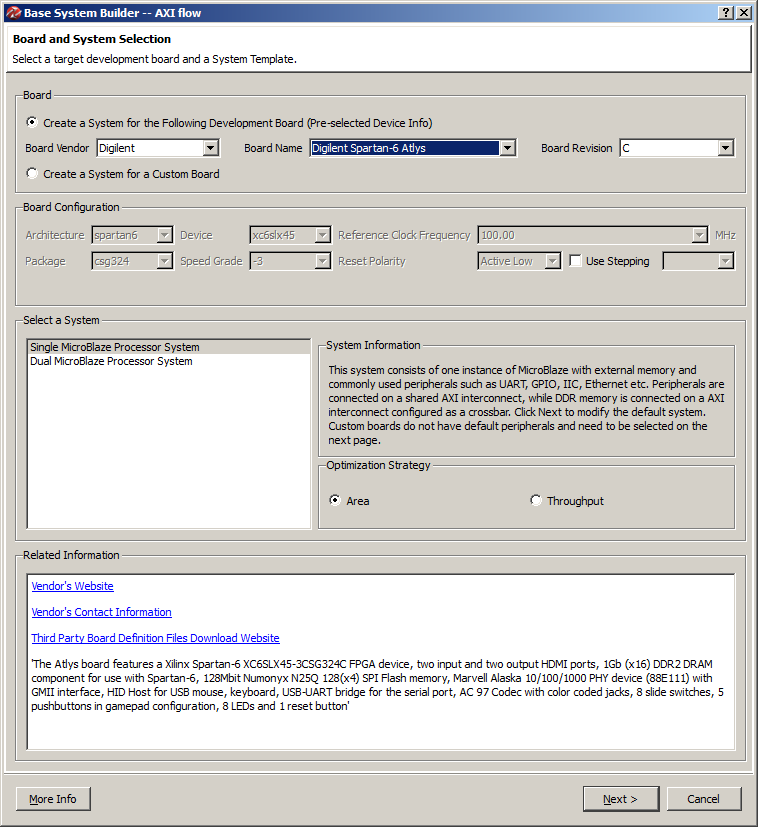 Base System Builder -- AXI flow
Board and System Selection
Select a target development board and a System Template.
Board
Create a System for the Following Development Board (Pre-selected Device Info)
Board Vendor Digilent Board Name Digilent Spartan-6 Atlys Board Revision C
Create a System for a Custom Board
Board Configuration
Architecture spartan6 Device xc6slx45 Reference Clock Frequency 100.00 MHz
Package csg324 Speed Grade -3 Reset Polarity Active Low Use Stepping
Select a System
Single MicroBlaze Processor System
Dual MicroBlaze Processor System
System Information
This system consists of one instance of MicroBlaze with external memory and
commonly used peripherals such as UART, GPIO, IIC, Ethernet etc. Peripherals are
connected on a shared AXI interconnect, while DDR memory is connected on a AXI
interconnect configured as a crossbar. Click Next to modify the default system.
Custom boards do not have default peripherals and need to be selected on the
next page.
Optimization Strategy
Area Throughput
Related Information
Vendor's Website
Vendor's Contact Information
Third Party Board Definition Files Download Website
'The Atlys board features a Xilinx Spartan-6 XC6SLX45-3CSG324C FPGA device, two input and two output HDMI ports, 1Gb (x16) DDR2 DRAM
component for use with Spartan-6, 128Mbit Numonyx N25Q 128(x4) SPI Flash memory, Marvell Alaska 10/100/1000 PHY device (88E111) with
GMII interface, HID Host for USB mouse, keyboard, USB-UART bridge for the serial port, AC 97 Codec with color coded jacks, 8 slide switches, 5
pushbuttons in gamepad configuration, 8 LEDs and 1 reset button'
More Info Next > Cancel